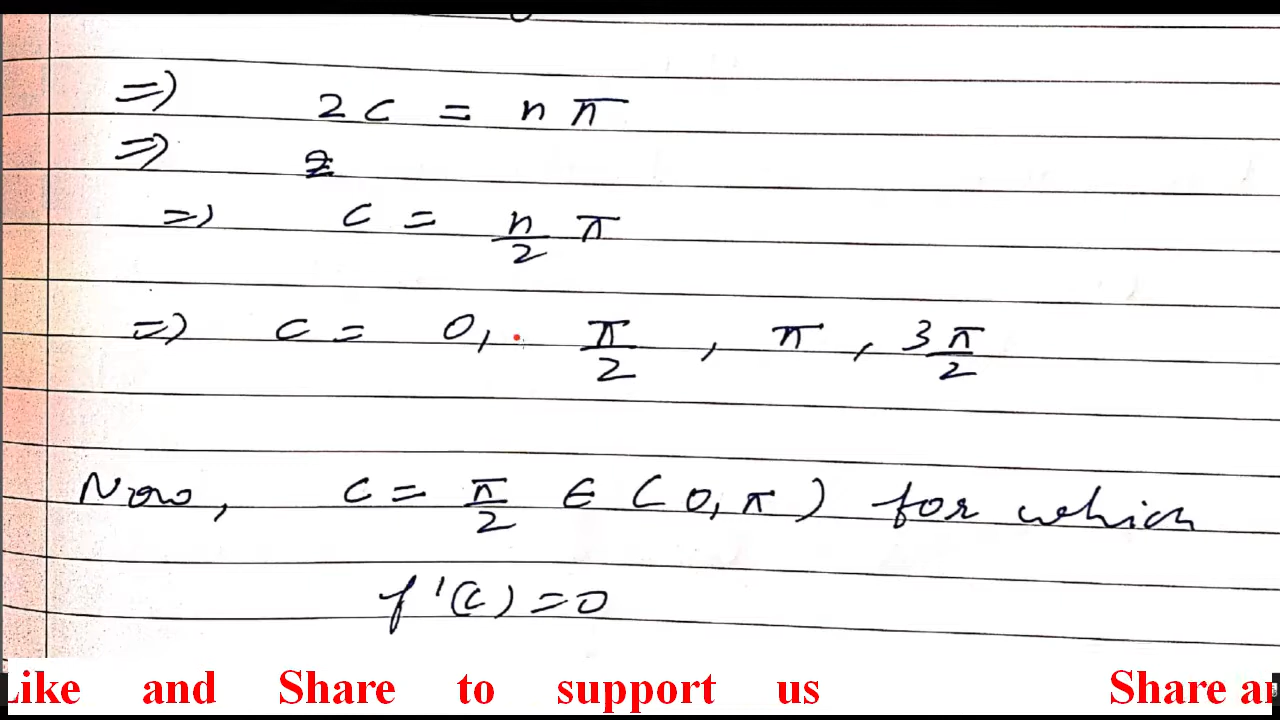 => 2c = nπ
=>
=> c = n/2 π
=> c = 0, π/2, π, 3π/2
Now, c = π/2 ∈ (0, π) for which
f'(c) = 0
Like and Share to support us Share